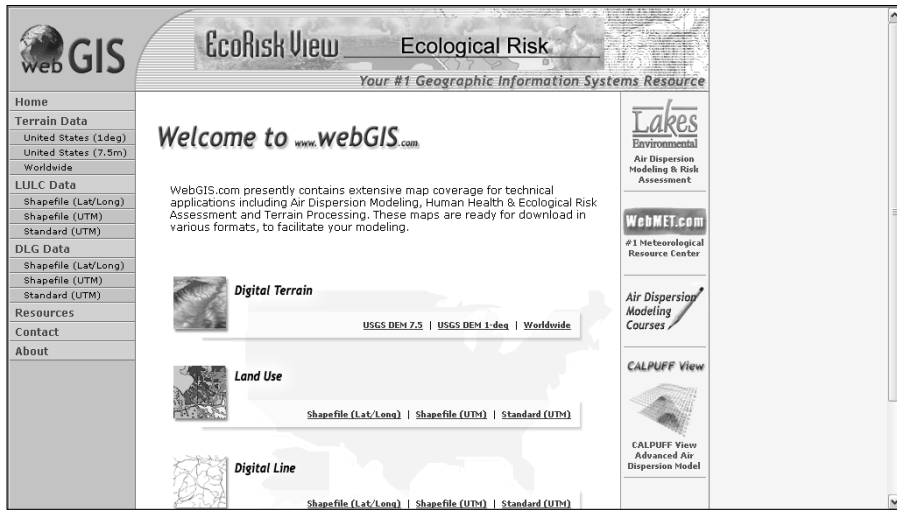 web GIS
EcoRisk View Ecological Risk
Your #1 Geographic Information Systems Resource
Home
Terrain Data
United States (1deg)
United States (7.5m)
Worldwide
LULC Data
Shapefile (Lat/Long)
Shapefile (UTM)
Standard (UTM)
DLG Data
Shapefile (Lat/Long)
Shapefile (UTM)
Standard (UTM)
Resources
Contact
About
Welcome to www.webGIS.com
WebGIS.com presently contains extensive map coverage for technical
applications including Air Dispersion Modeling, Human Health & Ecological Risk
Assessment and Terrain Processing. These maps are ready for download in
various formats, to facilitate your modeling.
Digital Terrain
USGS DEM 7.5 | USGS DEM 1-deg | Worldwide
Land Use
Shapefile (Lat/Long) | Shapefile (UTM) | Standard (UTM)
Digital Line
Shapefile (Lat/Long) | Shapefile (UTM) | Standard (UTM)
Lakes
Environmental
Air Dispersion
Modeling & Risk
Assessment
WebMET.com
#1 Meteorological
Resource Center
Air Dispersion
Modeling
Courses
CALPUFF View
CALPUFF View
Advanced Air
Dispersion Model